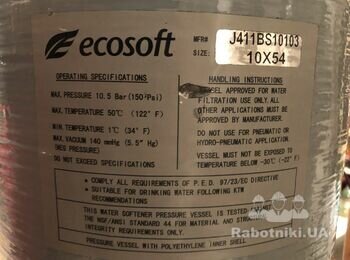 ecosoft
MFR# J411BS10103
SIZE: 10X54
OPERATING SPECIFICATIONS
MAX. PRESSURE 10.5 Bar (150 Psi)
MAX. TEMPERATURE 50°C (122° F)
MIN. TEMPERATURE 1°C (34° F)
MAX. VACUUM 140 mmHg (5.5" Hg)
(NEG PRESSURE)
DO NOT EXCEED SPECIFICATIONS
HANDLING INSTRUCTIONS
VESSEL APPROVED FOR WATER
FILTRATION USE ONLY. ALL
OTHER APPLICATIONS MUST
BE APPROVED BY
MANUFACTURER.
DO NOT USE FOR PNEUMATIC OR
HYDRO-PNEUMATIC APPLICATION.
VESSEL MUST NOT BE EXPOSED TO
TEMPERATURE BELOW -30°C (-22° F)
• COMPLY ALL REQUIREMENTS OF P.E.D. 97/23/EC DIRECTIVE
• SUITABLE FOR DRINKING WATER FOLLOWING KTW
RECOMMENDATIONS
THIS WATER SOFTENER PRESSURE VESSEL IS TESTED
THE NSF/ANSI STANDARD 44 FOR MATERIAL AND STRUCTURAL
INTEGRITY REQUIREMENTS ONLY.
PRESSURE VESSEL WITH POLYETHYLENE INNER SHELL
Rabotniki.UA